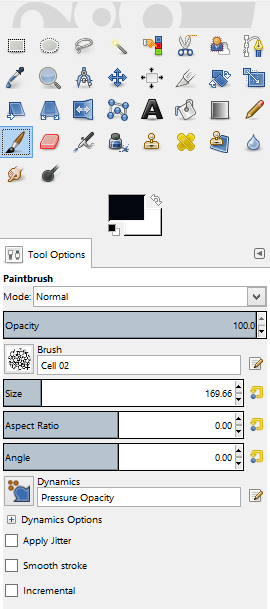 Tool Options
Paintbrush
Mode: Normal
Opacity 100.0
Brush
Cell 02
Size 169.66
Aspect Ratio 0.00
Angle 0.00
Dynamics
Pressure Opacity
Dynamics Options
Apply Jitter
Smooth stroke
Incremental